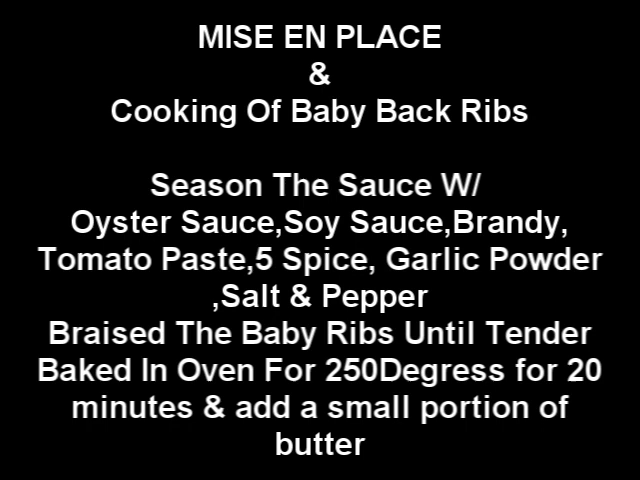 MISE EN PLACE
&
Cooking Of Baby Back Ribs
Season The Sauce W/
Oyster Sauce,Soy Sauce,Brandy,
Tomato Paste,5 Spice, Garlic Powder
,Salt & Pepper
Braised The Baby Ribs Until Tender
Baked In Oven For 250Degress for 20
minutes & add a small portion of
butter